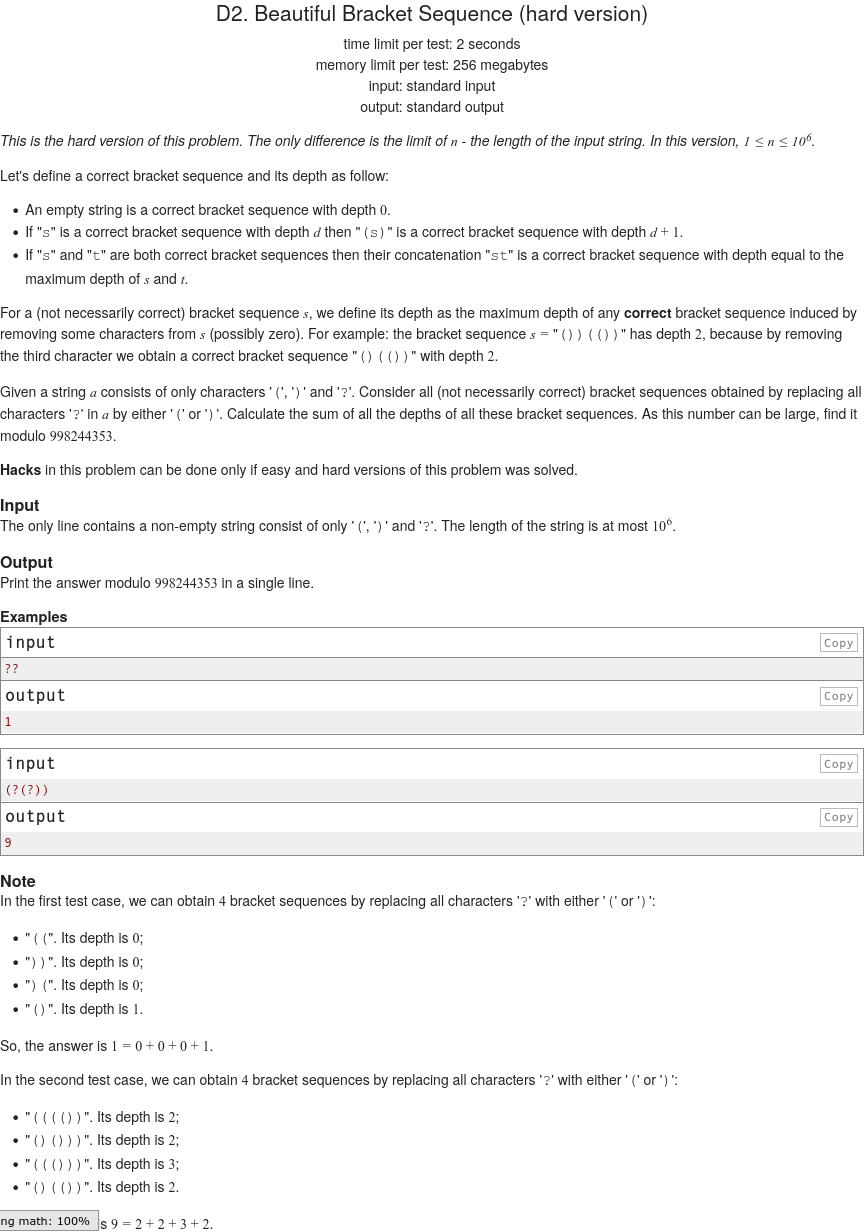 D2. Beautiful Bracket Sequence (hard version)
time limit per test: 2 seconds
memory limit per test: 256 megabytes
input: standard input
output: standard output
This is the hard version of this problem. The only difference is the limit of n - the length of the input string. In this version, 1 ≤ n ≤ 10^6.
Let's define a correct bracket sequence and its depth as follow:
• An empty string is a correct bracket sequence with depth 0.
• If "s" is a correct bracket sequence with depth d then "(s)" is a correct bracket sequence with depth d + 1.
• If "s" and "t" are both correct bracket sequences then their concatenation "st" is a correct bracket sequence with depth equal to the
maximum depth of s and t.
For a (not necessarily correct) bracket sequence s, we define its depth as the maximum depth of any correct bracket sequence induced by
removing some characters from s (possibly zero). For example: the bracket sequence s = "())(())" has depth 2, because by removing
the third character we obtain a correct bracket sequence "()(())" with depth 2.
Given a string a consists of only characters '(', ')' and '?'. Consider all (not necessarily correct) bracket sequences obtained by replacing all
characters '?' in a by either '(' or ')'. Calculate the sum of all the depths of all these bracket sequences. As this number can be large, find it
modulo 998244353.
Hacks in this problem can be done only if easy and hard versions of this problem was solved.
Input
The only line contains a non-empty string consist of only '(', ')' and '?'. The length of the string is at most 10^6.
Output
Print the answer modulo 998244353 in a single line.
Examples
input Copy
??
output Copy
1
input Copy
(?(?))
output Copy
9
Note
In the first test case, we can obtain 4 bracket sequences by replacing all characters '?' with either '(' or ')':
• "((". Its depth is 0;
• "))". Its depth is 0;
• ")(". Its depth is 0;
• "()". Its depth is 1.
So, the answer is 1 = 0 + 0 + 0 + 1.
In the second test case, we can obtain 4 bracket sequences by replacing all characters '?' with either '(' or ')':
• "(((())". Its depth is 2;
• "()()))". Its depth is 2;
• "((()))". Its depth is 3;
• "()(())". Its depth is 2.
ng math: 100% s 9 = 2 + 2 + 3 + 2.